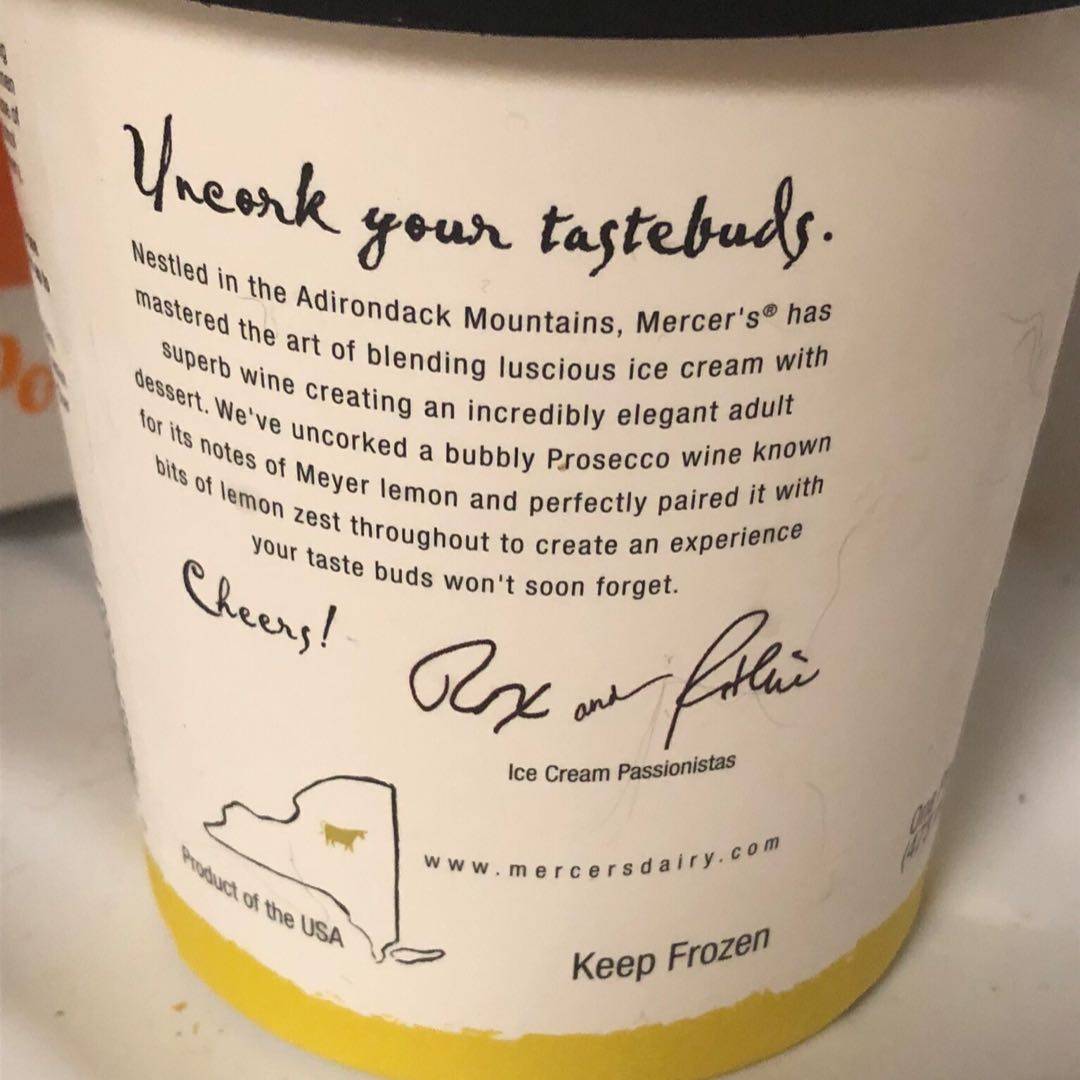 Uncork your tastebuds.
Nestled in the Adirondack Mountains, Mercer's® has
mastered the art of blending luscious ice cream with
superb wine creating an incredibly elegant adult
dessert. We've uncorked a bubbly Prosecco wine known
for its notes of Meyer lemon and perfectly paired it with
bits of lemon zest throughout to create an experience
your taste buds won't soon forget.
Cheers!
Rox and
Ice Cream Passionistas
www.mercersdairy.com
Product of the USA
Keep Frozen